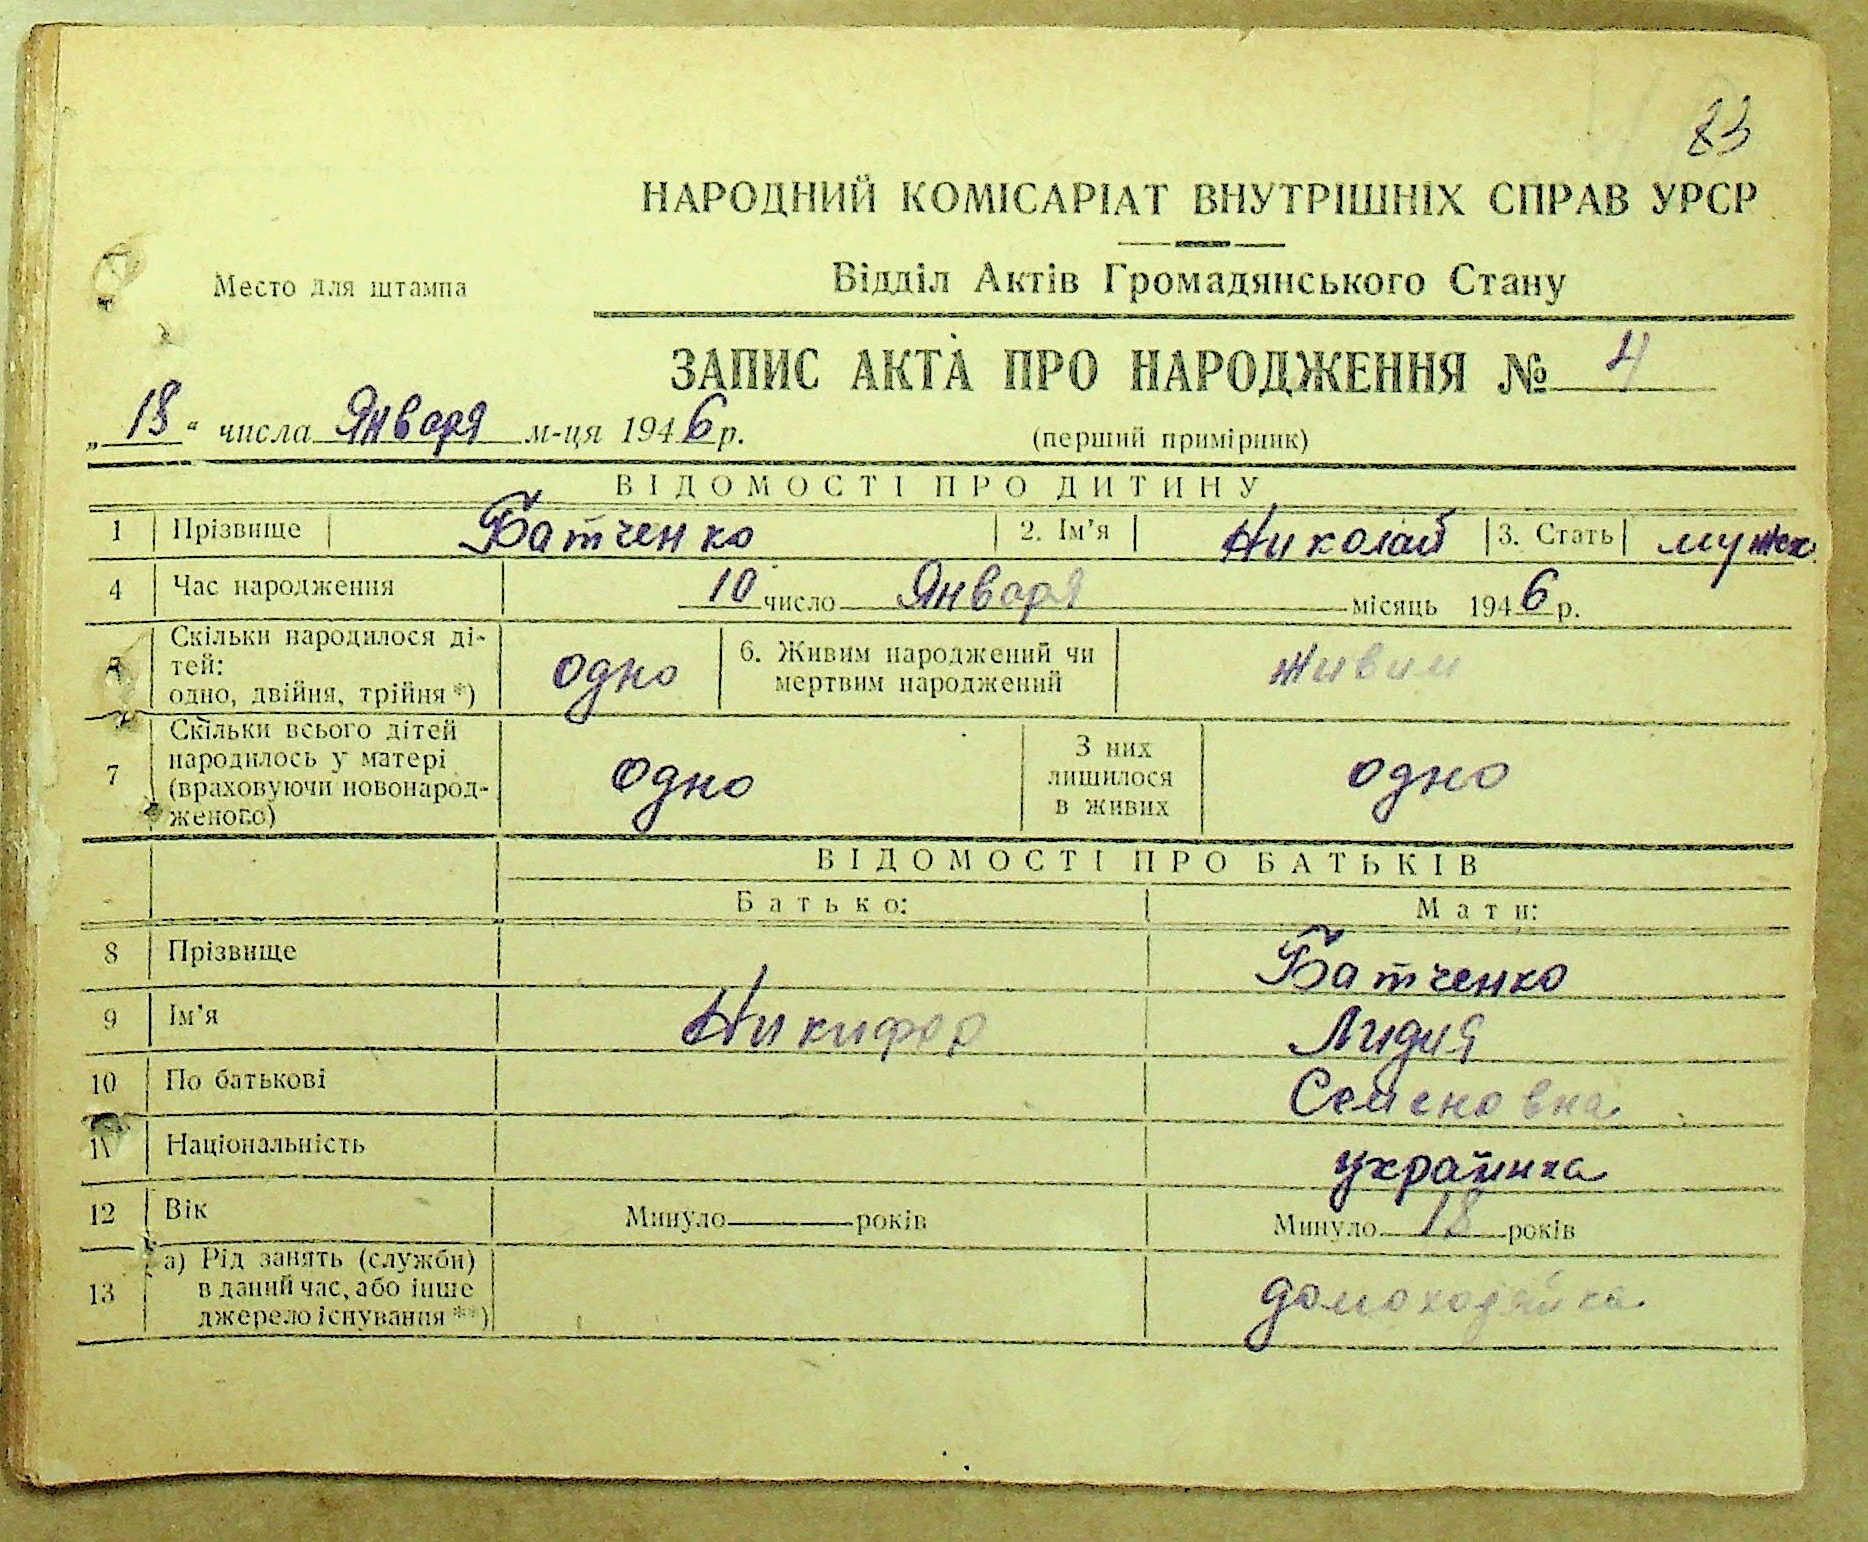 83
НАРОДНИЙ КОМІСАРІАТ ВНУТРІШНІХ СПРАВ УРСР
Место для штампа
Відділ Актів Громадянського Стану
ЗАПИС АКТА ПРО НАРОДЖЕННЯ № 4
„18“ числа Января м-ця 1946 р.
(перший примірник)
ВІДОМОСТІ ПРО ДИТИНУ
1 Прізвище Батченко 2. Ім’я Николай 3. Стать муж
4 Час народження 10 число Января місяць 1946 р.
5 Скільки народилося ді-
тей:
одно, двійня, трійня *)
одно
6. Живим народжений чи
мертвим народжений
живим
7 Скільки всього дітей
народилось у матері
(враховуючи новонарод-
женого)
одно
З них
лишилося
в живих
одно
ВІДОМОСТІ ПРО БАТЬКІВ
Батько: Мати:
8 Прізвище Батченко
9 Ім’я Никифор Лидия
10 По батькові Семеновна
11 Національність украинка
12 Вік Минуло років Минуло 18 років
13 а) Рід занять (служби)
в даний час, або інше
джерело існування **)
домохозяйка